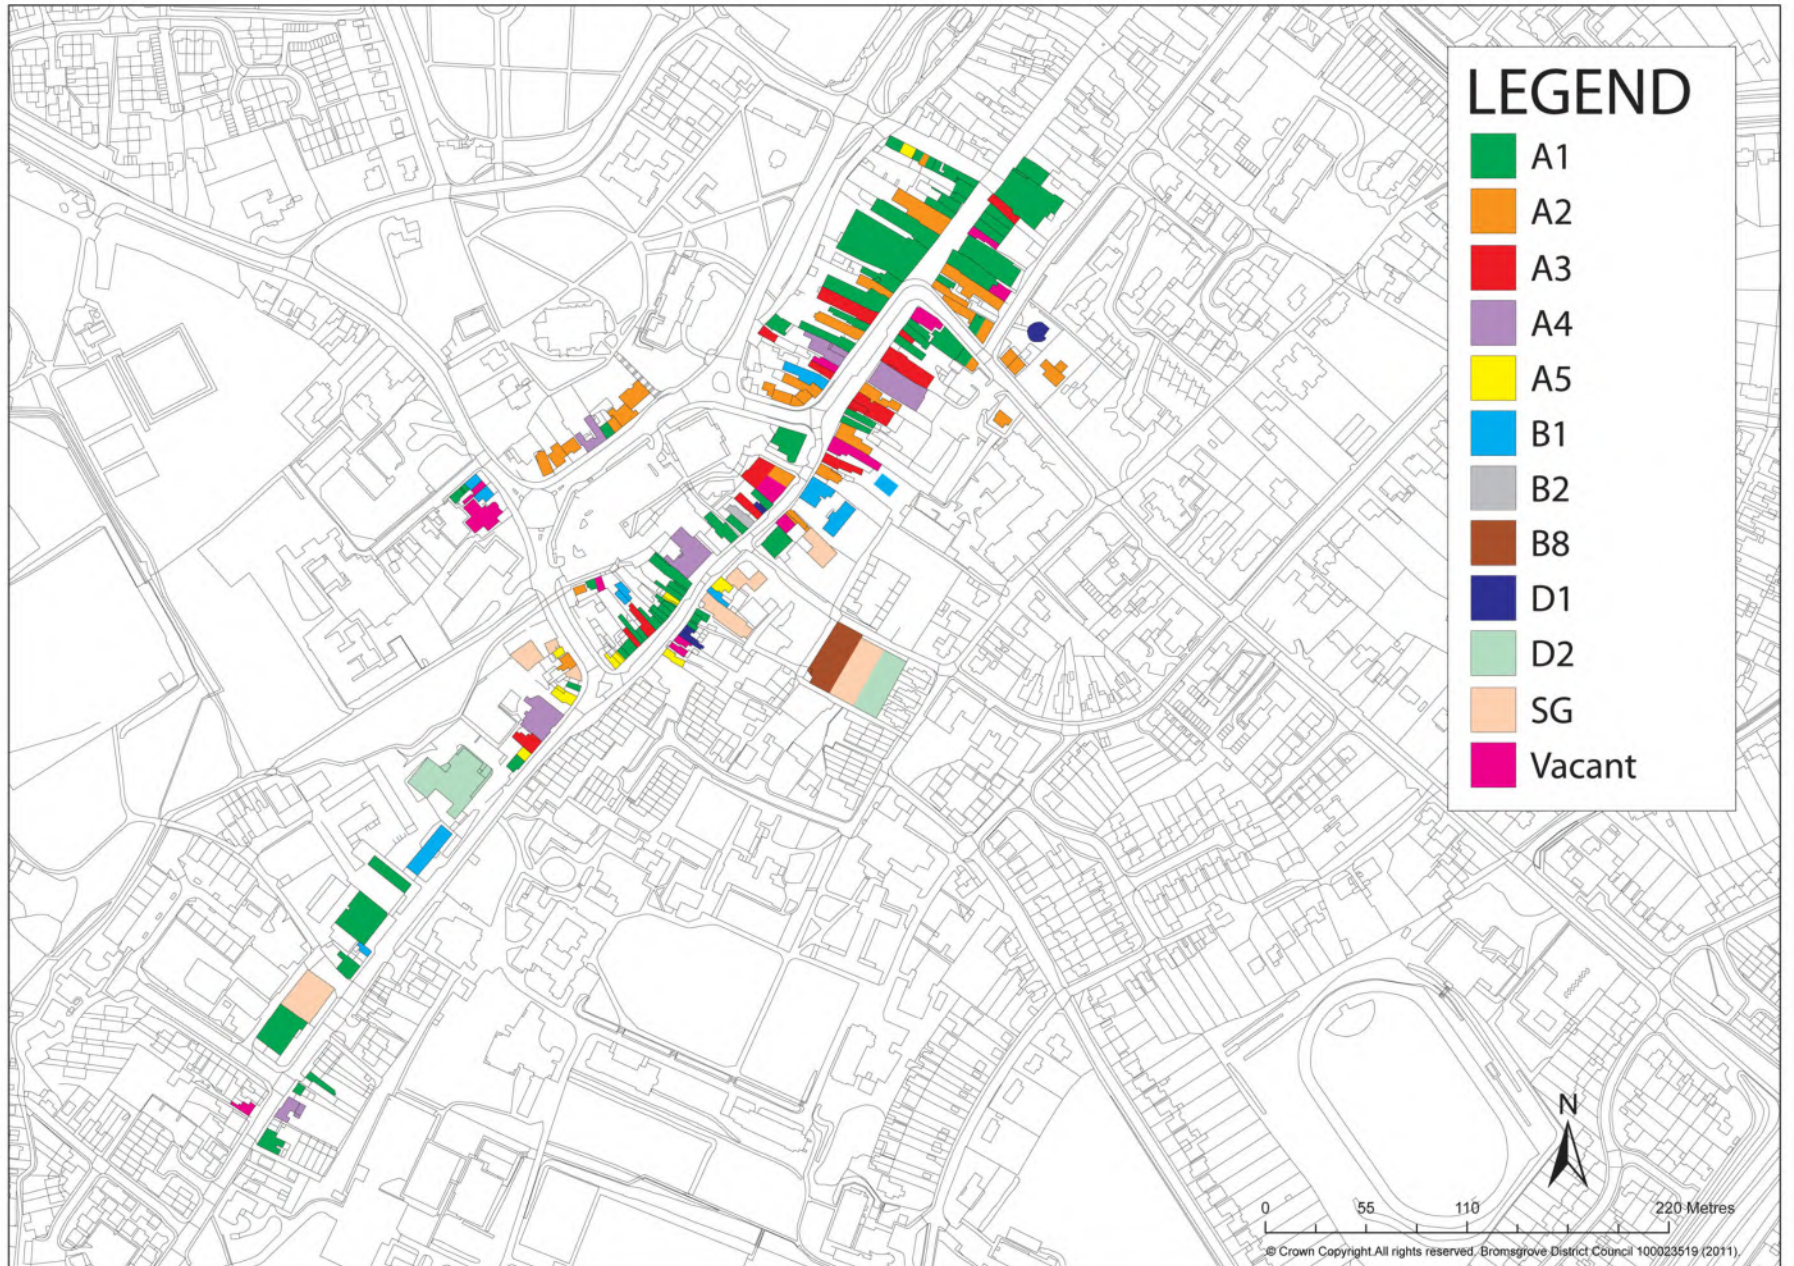 LEGEND
A1
A2
A3
A4
A5
B1
B2
B8
D1
D2
SG
Vacant
N
0 55 110 220 Metres
© Crown Copyright.All rights reserved. Bromsgrove District Council 100023519 (2011).